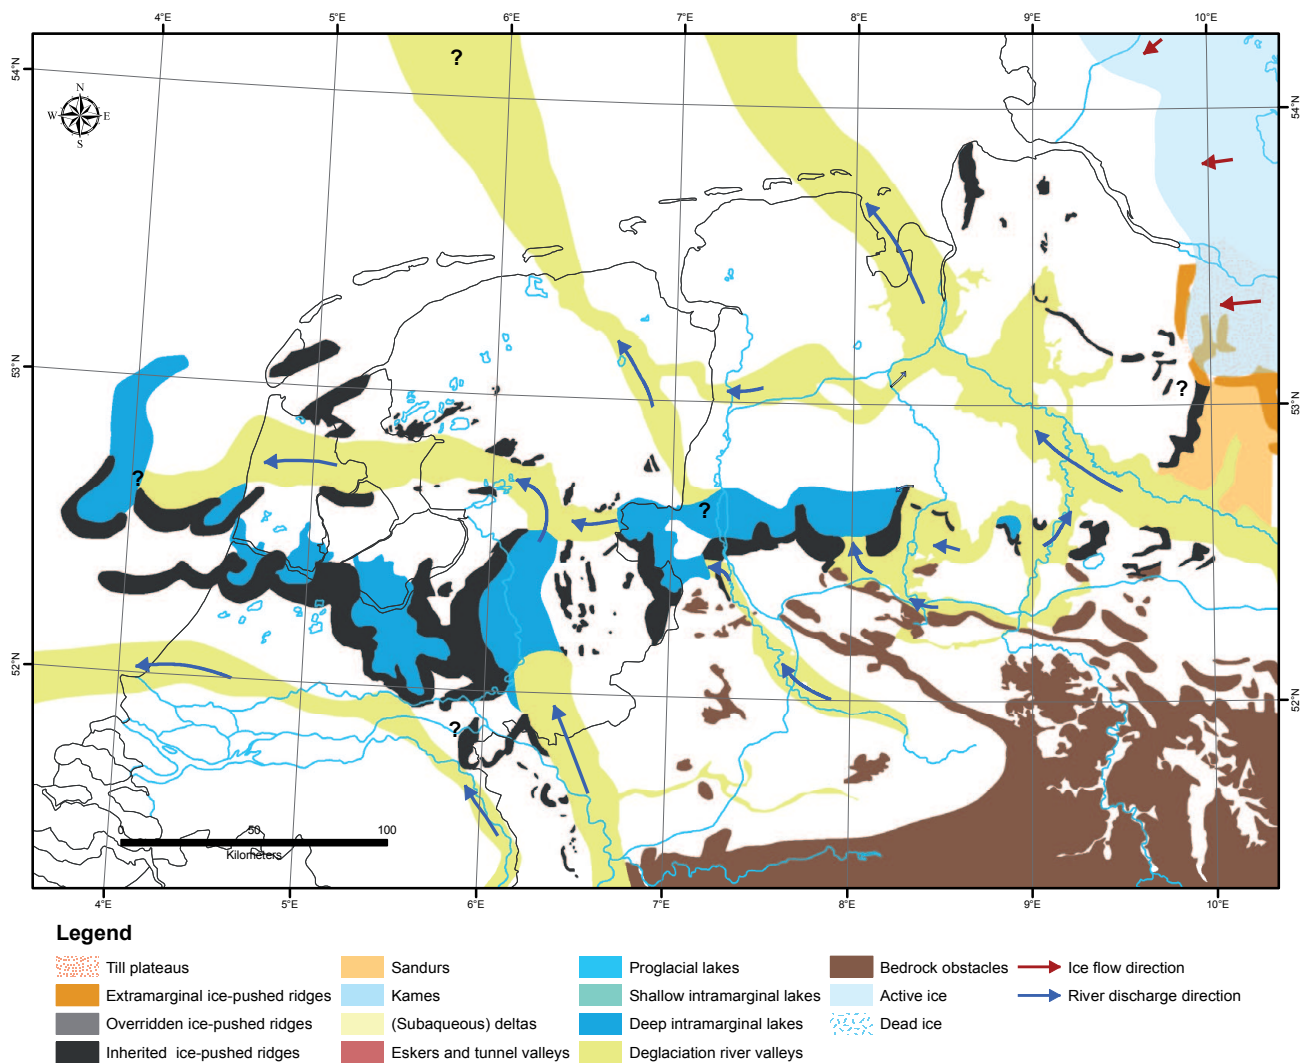 4°E 5°E 6°E 7°E 8°E 9°E 10°E
54°N 54°N
53°N 53°N
52°N 52°N
N
W E
S
?
?
?
?
?
0 50 100
Kilometers
4°E 5°E 6°E 7°E 8°E 9°E 10°E
Legend
Till plateaus
Extramarginal ice-pushed ridges
Overridden ice-pushed ridges
Inherited ice-pushed ridges
Sandurs
Kames
(Subaqueous) deltas
Eskers and tunnel valleys
Proglacial lakes
Shallow intramarginal lakes
Deep intramarginal lakes
Deglaciation river valleys
Bedrock obstacles
Active ice
Dead ice
Ice flow direction
River discharge direction